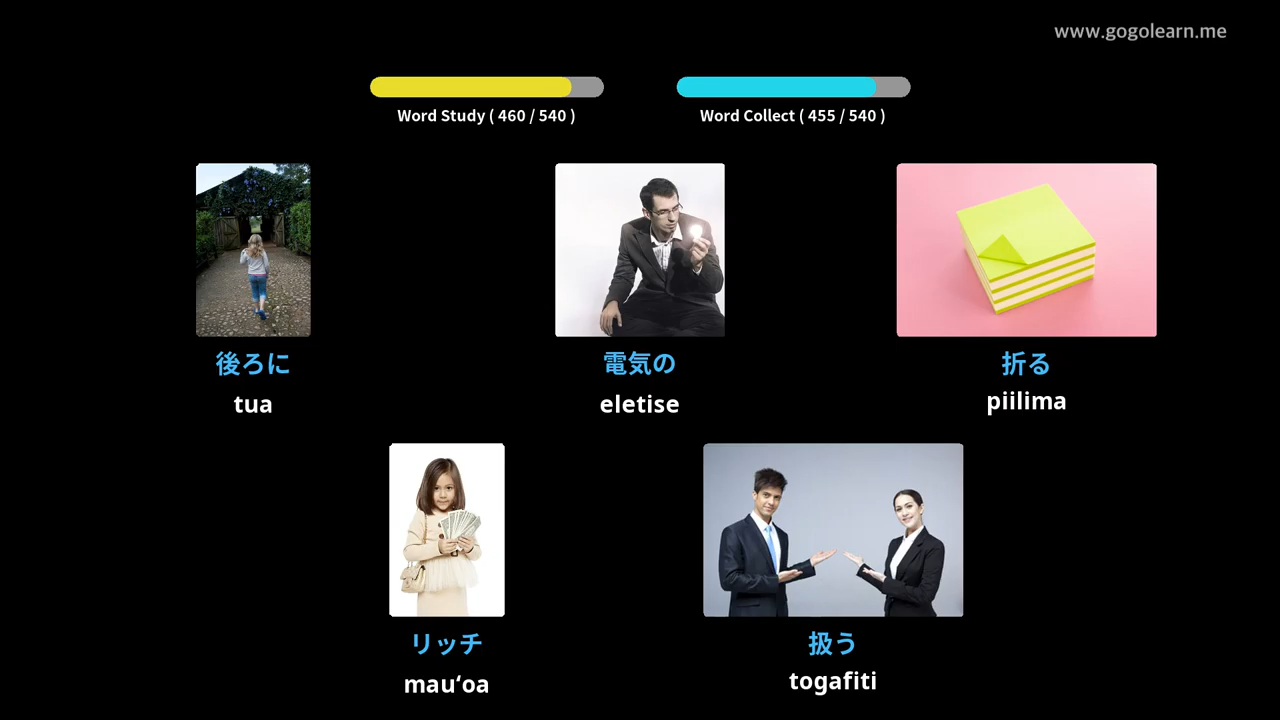 www.gogolearn.me
Word Study ( 460 / 540 )
Word Collect ( 455 / 540 )
後ろに
tua
電気の
eletise
折る
piilima
リッチ
mauʻoa
扱う
togafiti